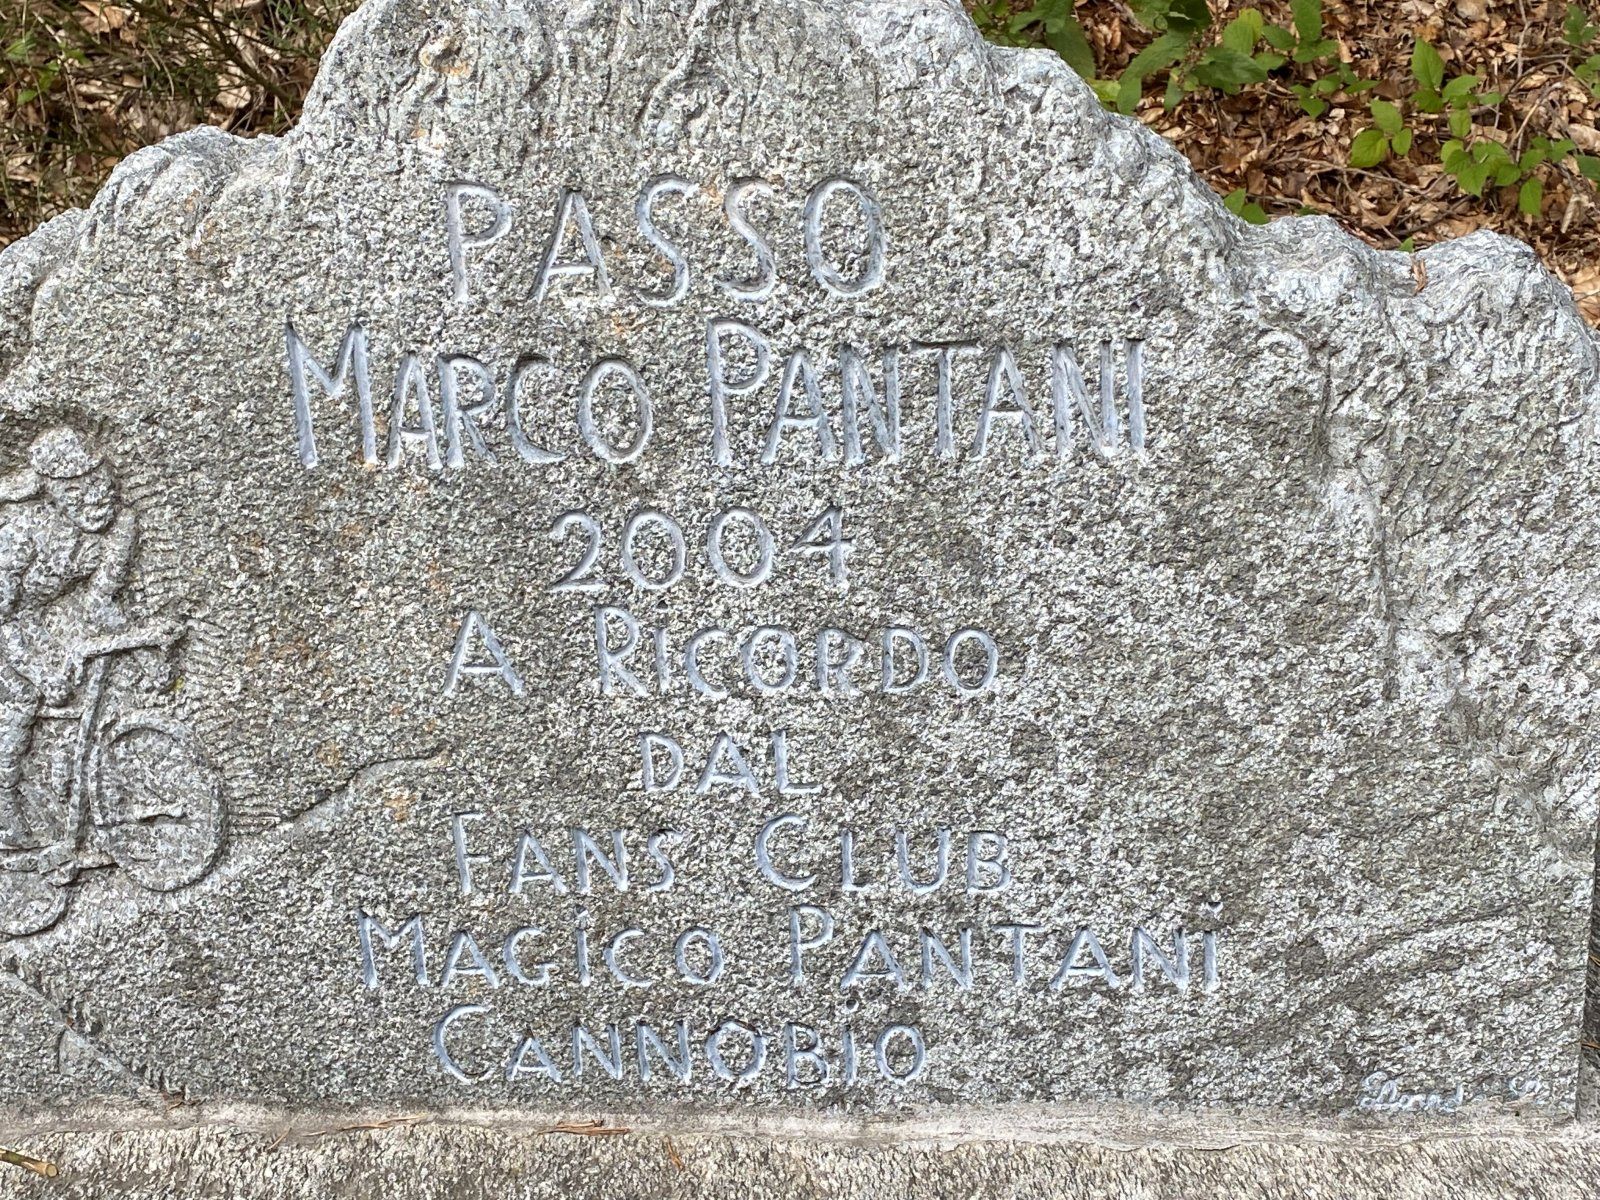 PASSO
MARCO PANTANI
2004
A RiCORDO
DAL
FANS CLUB
MAGiCO PANTANi
CANNOBiO